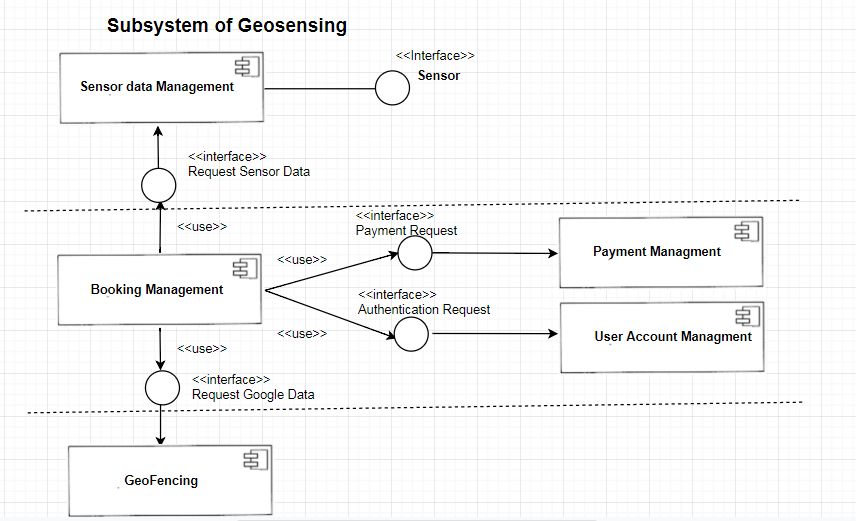 Subsystem of Geosensing
<<Interface>>
Sensor
Sensor data Management
<<interface>>
Request Sensor Data
<<use>>
<<interface>>
Payment Request
Payment Managment
<<use>>
Booking Management
<<interface>>
Authentication Request
<<use>>
User Account Managment
<<use>>
<<interface>>
Request Google Data
GeoFencing